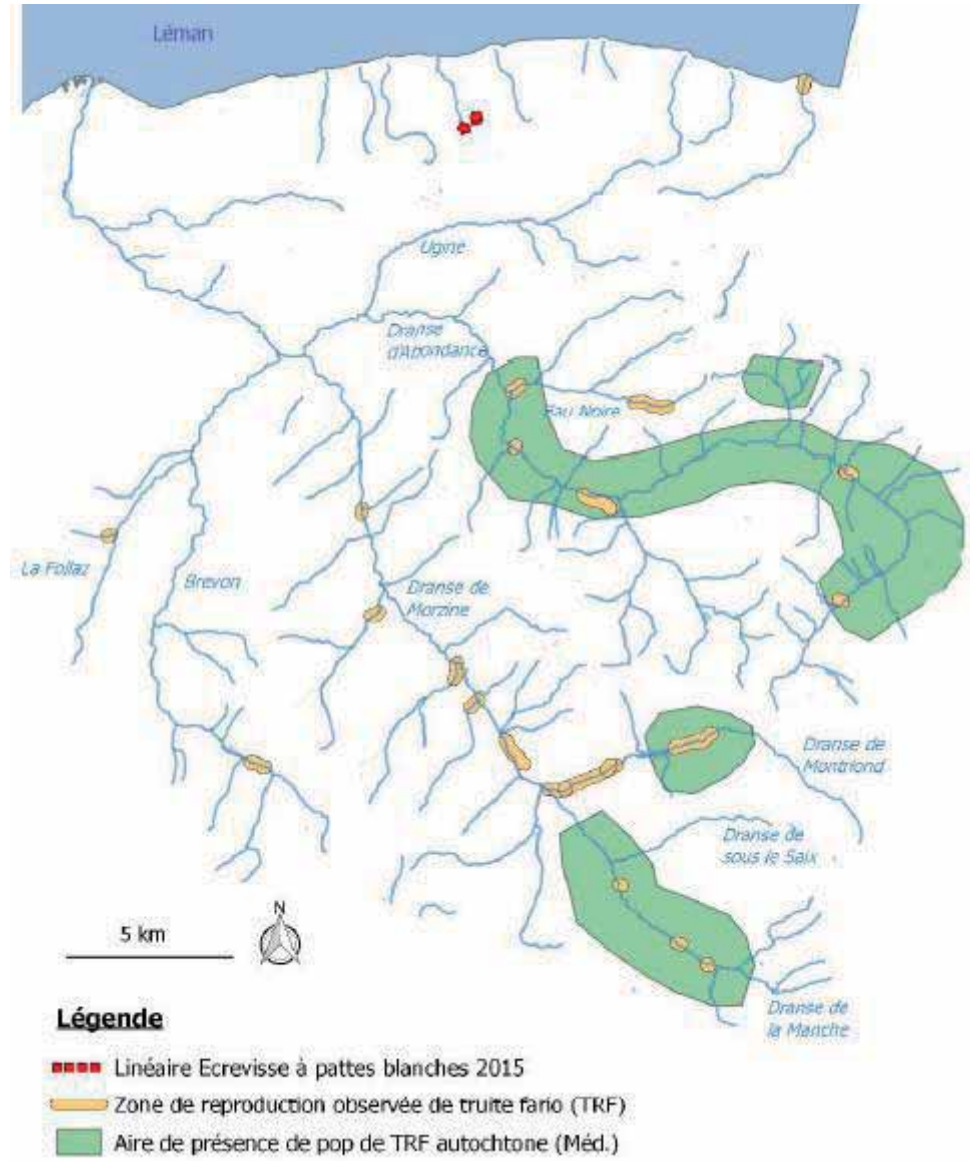 Léman
Ugine
Dranse
d'Abondance
Eau Noire
La Follaz
Brevon
Dranse de
Morzine
Dranse de
Montriond
Dranse de
sous le Saix
N
5 km
Dranse de
la Manche
Légende
Linéaire Ecrevisse à pattes blanches 2015
Zone de reproduction observée de truite fario (TRF)
Aire de présence de pop de TRF autochtone (Méd.)